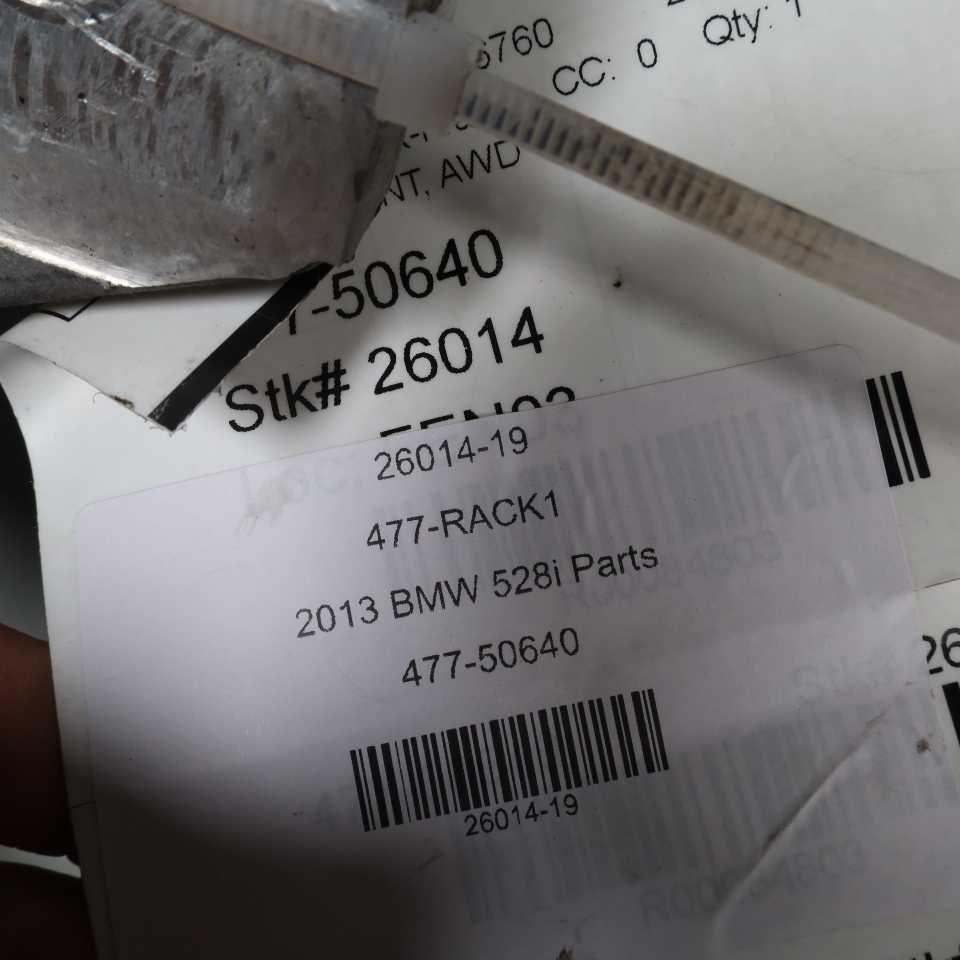 6760
CC: 0 Qty: 1
NT, AWD
7-50640
Stk# 26014
26014-19
477-RACK1
2013 BMW 528i Parts
477-50640
26014-19